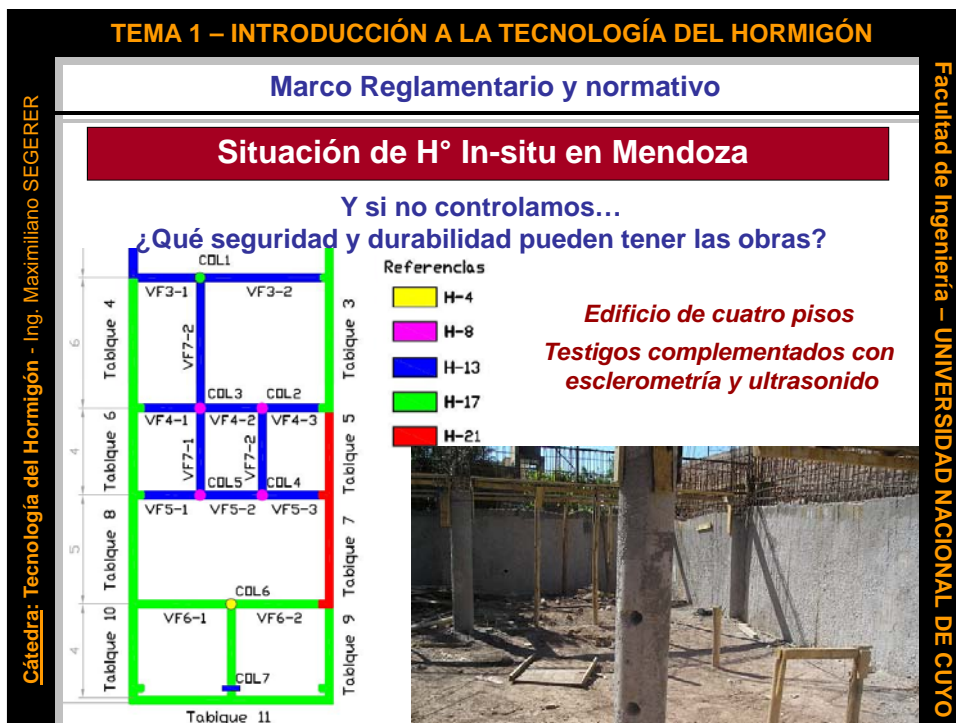 TEMA 1 – INTRODUCCIÓN A LA TECNOLOGÍA DEL HORMIGÓN
Marco Reglamentario y normativo
Situación de H° In-situ en Mendoza
Y si no controlamos…
¿Qué seguridad y durabilidad pueden tener las obras?
COL1
VF3-1 VF3-2
Tabique 4
VF7-2
Tabique 3
6
COL3 COL2
VF4-1 VF4-2 VF4-3
Tabique 6
VF7-1
VF7-2
Tabique 5
4
COL5 COL4
VF5-1 VF5-2 VF5-3
Tabique 8
Tabique 7
5
COL6
VF6-1 VF6-2
Tabique 10
Tabique 9
4
COL7
Tabique 11
Referencias
H-4
H-8
H-13
H-17
H-21
Edificio de cuatro pisos
Testigos complementados con
esclerometría y ultrasonido
Cátedra: Tecnología del Hormigón - Ing. Maximiliano SEGERER
Facultad de Ingeniería – UNIVERSIDAD NACIONAL DE CUYO